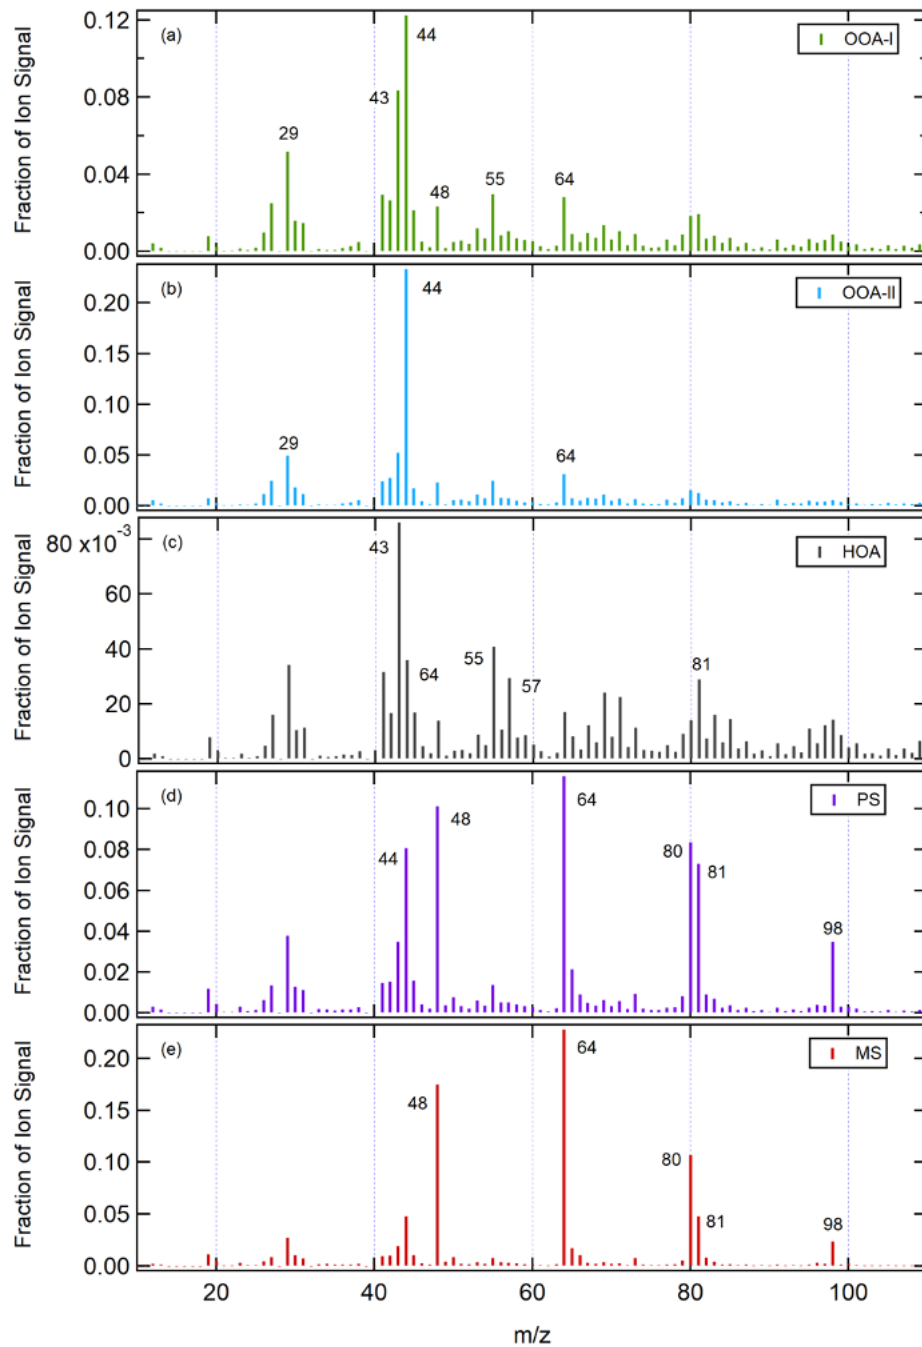 0.12
(a)
44
OOA-I
0.08
43
29
0.04
48
55
64
0.00
Fraction of Ion Signal
(b)
OOA-II
0.20
44
0.15
0.10
29
64
0.05
0.00
Fraction of Ion Signal
80 x10⁻³
(c)
43
HOA
60
40
64
55
57
81
20
0
Fraction of Ion Signal
(d)
PS
0.10
48
64
0.08
44
80
81
0.06
0.04
98
0.02
0.00
Fraction of Ion Signal
(e)
MS
0.20
64
48
0.15
0.10
80
0.05
81
98
0.00
Fraction of Ion Signal
20 40 60 80 100
m/z